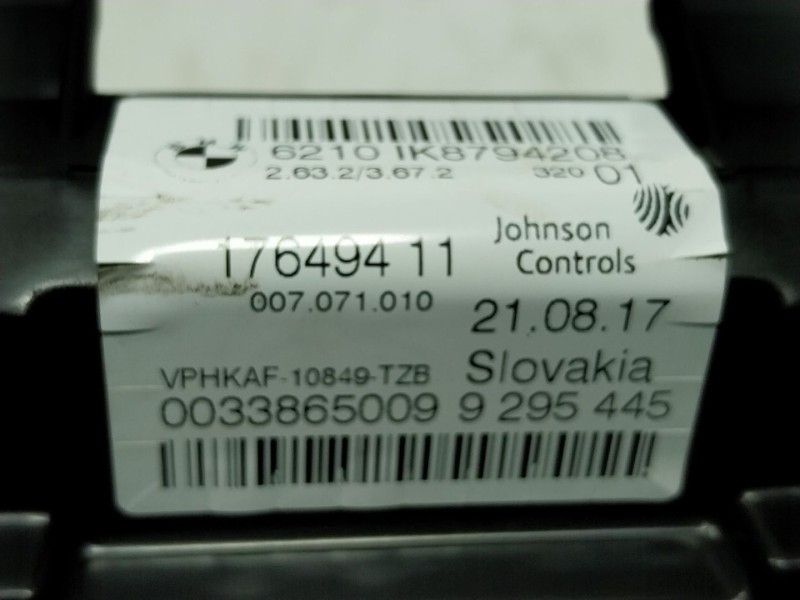 6210 IK8794208
2.63.2/3.67.2 320 01
176494 11
Johnson
Controls
007.071.010
21.08.17
VPHKAF-10849-TZB Slovakia
0033865009 9 295 445